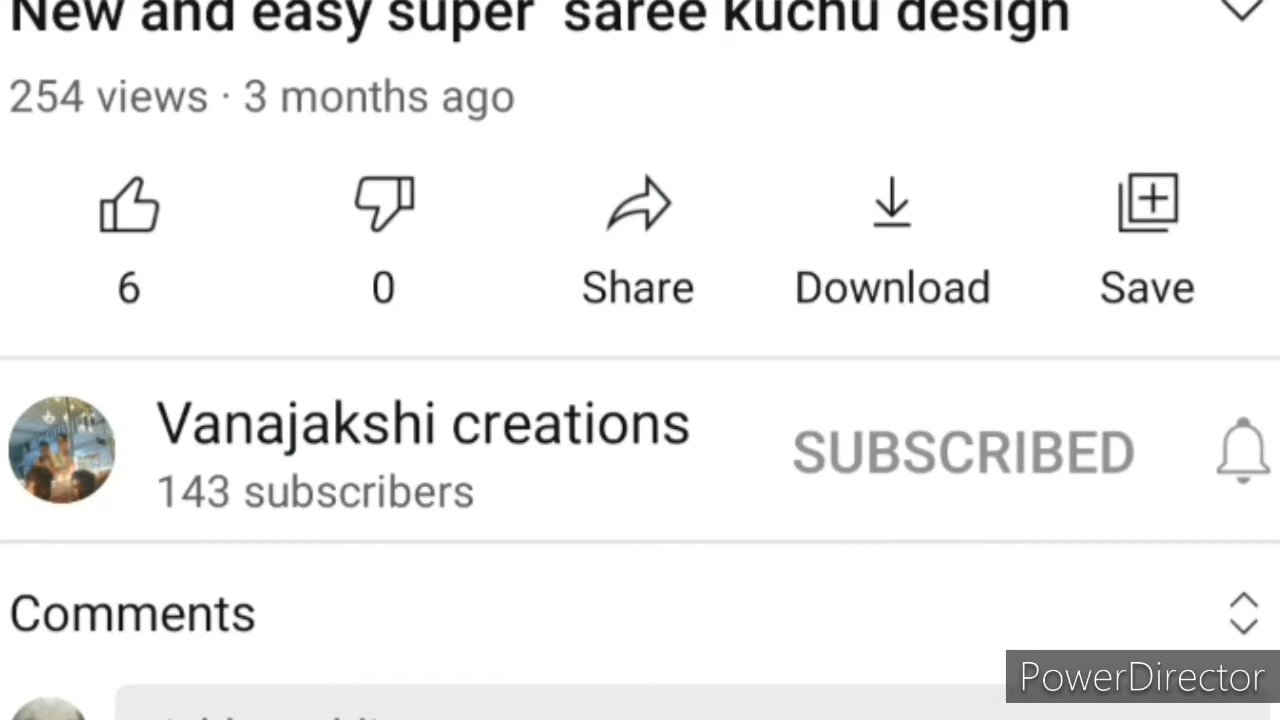 New and easy super saree kuchu design
254 views · 3 months ago
6 0 Share Download Save
Vanajakshi creations
SUBSCRIBED
143 subscribers
Comments
PowerDirector